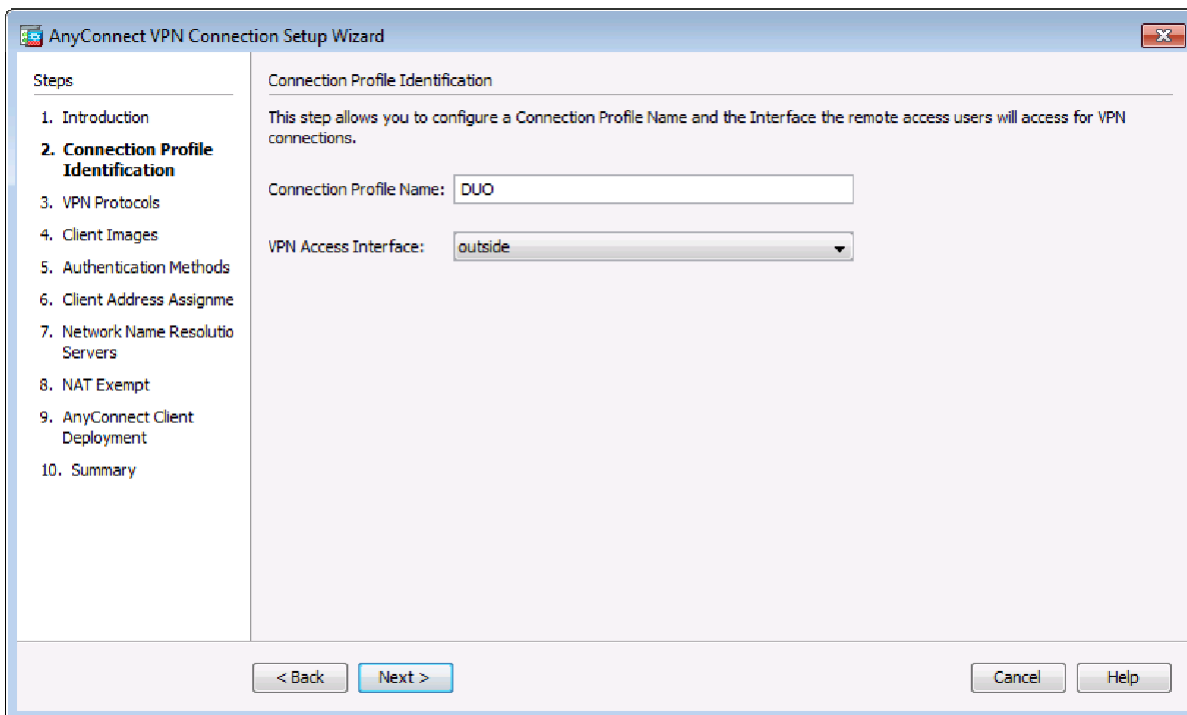 AnyConnect VPN Connection Setup Wizard
Steps
1. Introduction
2. Connection Profile
Identification
3. VPN Protocols
4. Client Images
5. Authentication Methods
6. Client Address Assignme
7. Network Name Resolutio
Servers
8. NAT Exempt
9. AnyConnect Client
Deployment
10. Summary
Connection Profile Identification
This step allows you to configure a Connection Profile Name and the Interface the remote access users will access for VPN
connections.
Connection Profile Name: DUO
VPN Access Interface: outside
< Back Next > Cancel Help